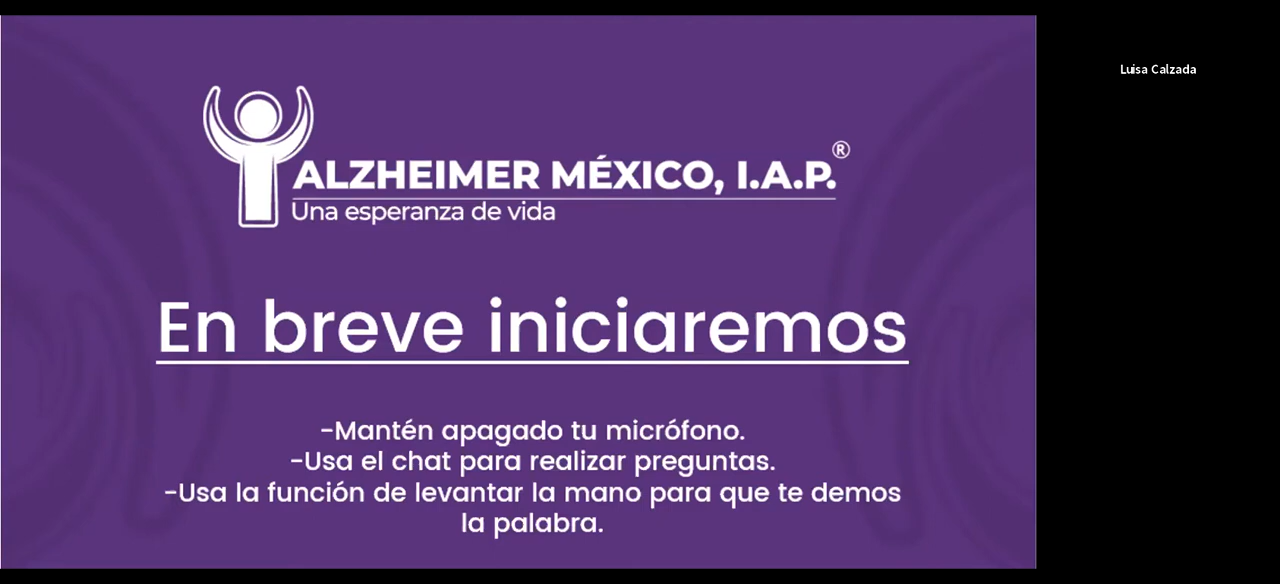 ALZHEIMER MÉXICO, I.A.P.®
Una esperanza de vida
En breve iniciaremos
-Mantén apagado tu micrófono.
-Usa el chat para realizar preguntas.
-Usa la función de levantar la mano para que te demos
la palabra.
Luisa Calzada